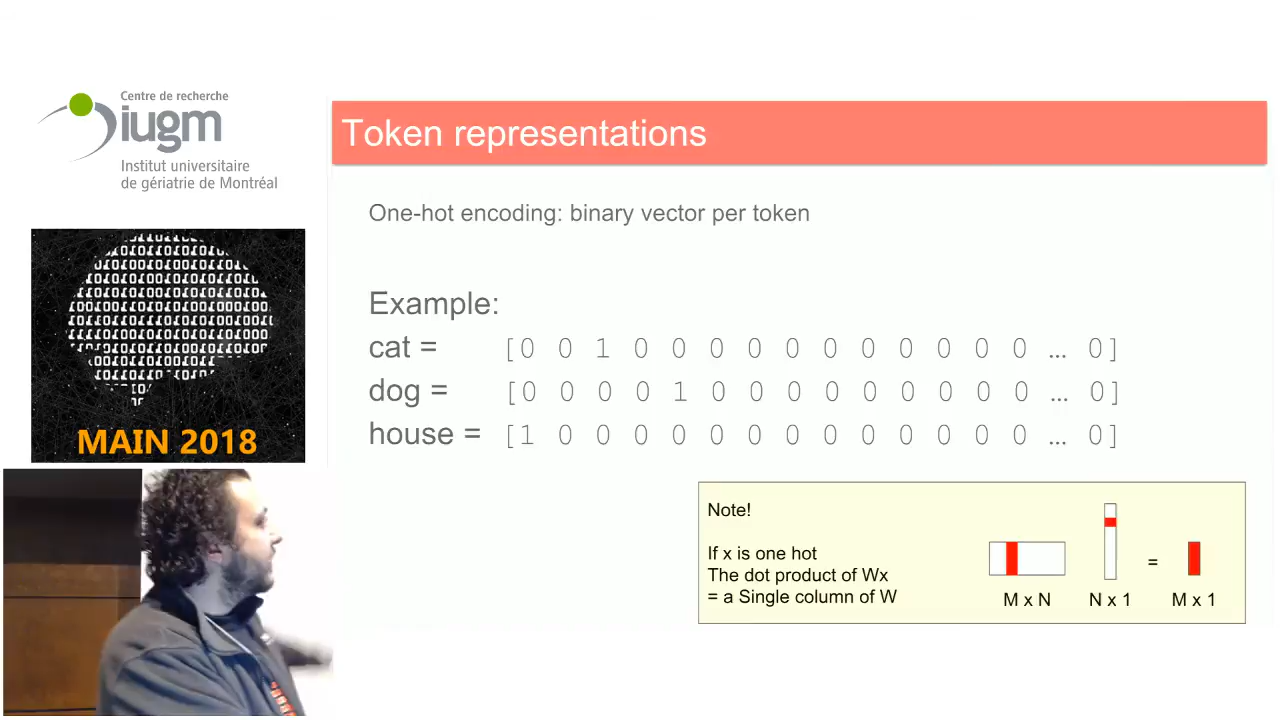 Centre de recherche
iugm
Institut universitaire
de gériatrie de Montréal
MAIN 2018
Token representations
One-hot encoding: binary vector per token
Example:
cat = [0 0 1 0 0 0 0 0 0 0 0 0 0 0 … 0]
dog = [0 0 0 0 1 0 0 0 0 0 0 0 0 0 … 0]
house = [1 0 0 0 0 0 0 0 0 0 0 0 0 0 … 0]
Note!
If x is one hot
The dot product of Wx
= a Single column of W
=
M x N N x 1 M x 1